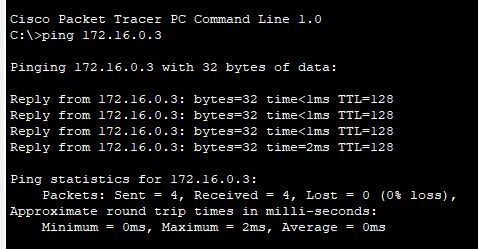 Cisco Packet Tracer PC Command Line 1.0
C:\>ping 172.16.0.3
Pinging 172.16.0.3 with 32 bytes of data:
Reply from 172.16.0.3: bytes=32 time<1ms TTL=128
Reply from 172.16.0.3: bytes=32 time<1ms TTL=128
Reply from 172.16.0.3: bytes=32 time<1ms TTL=128
Reply from 172.16.0.3: bytes=32 time=2ms TTL=128
Ping statistics for 172.16.0.3:
Packets: Sent = 4, Received = 4, Lost = 0 (0% loss),
Approximate round trip times in milli-seconds:
Minimum = 0ms, Maximum = 2ms, Average = 0ms